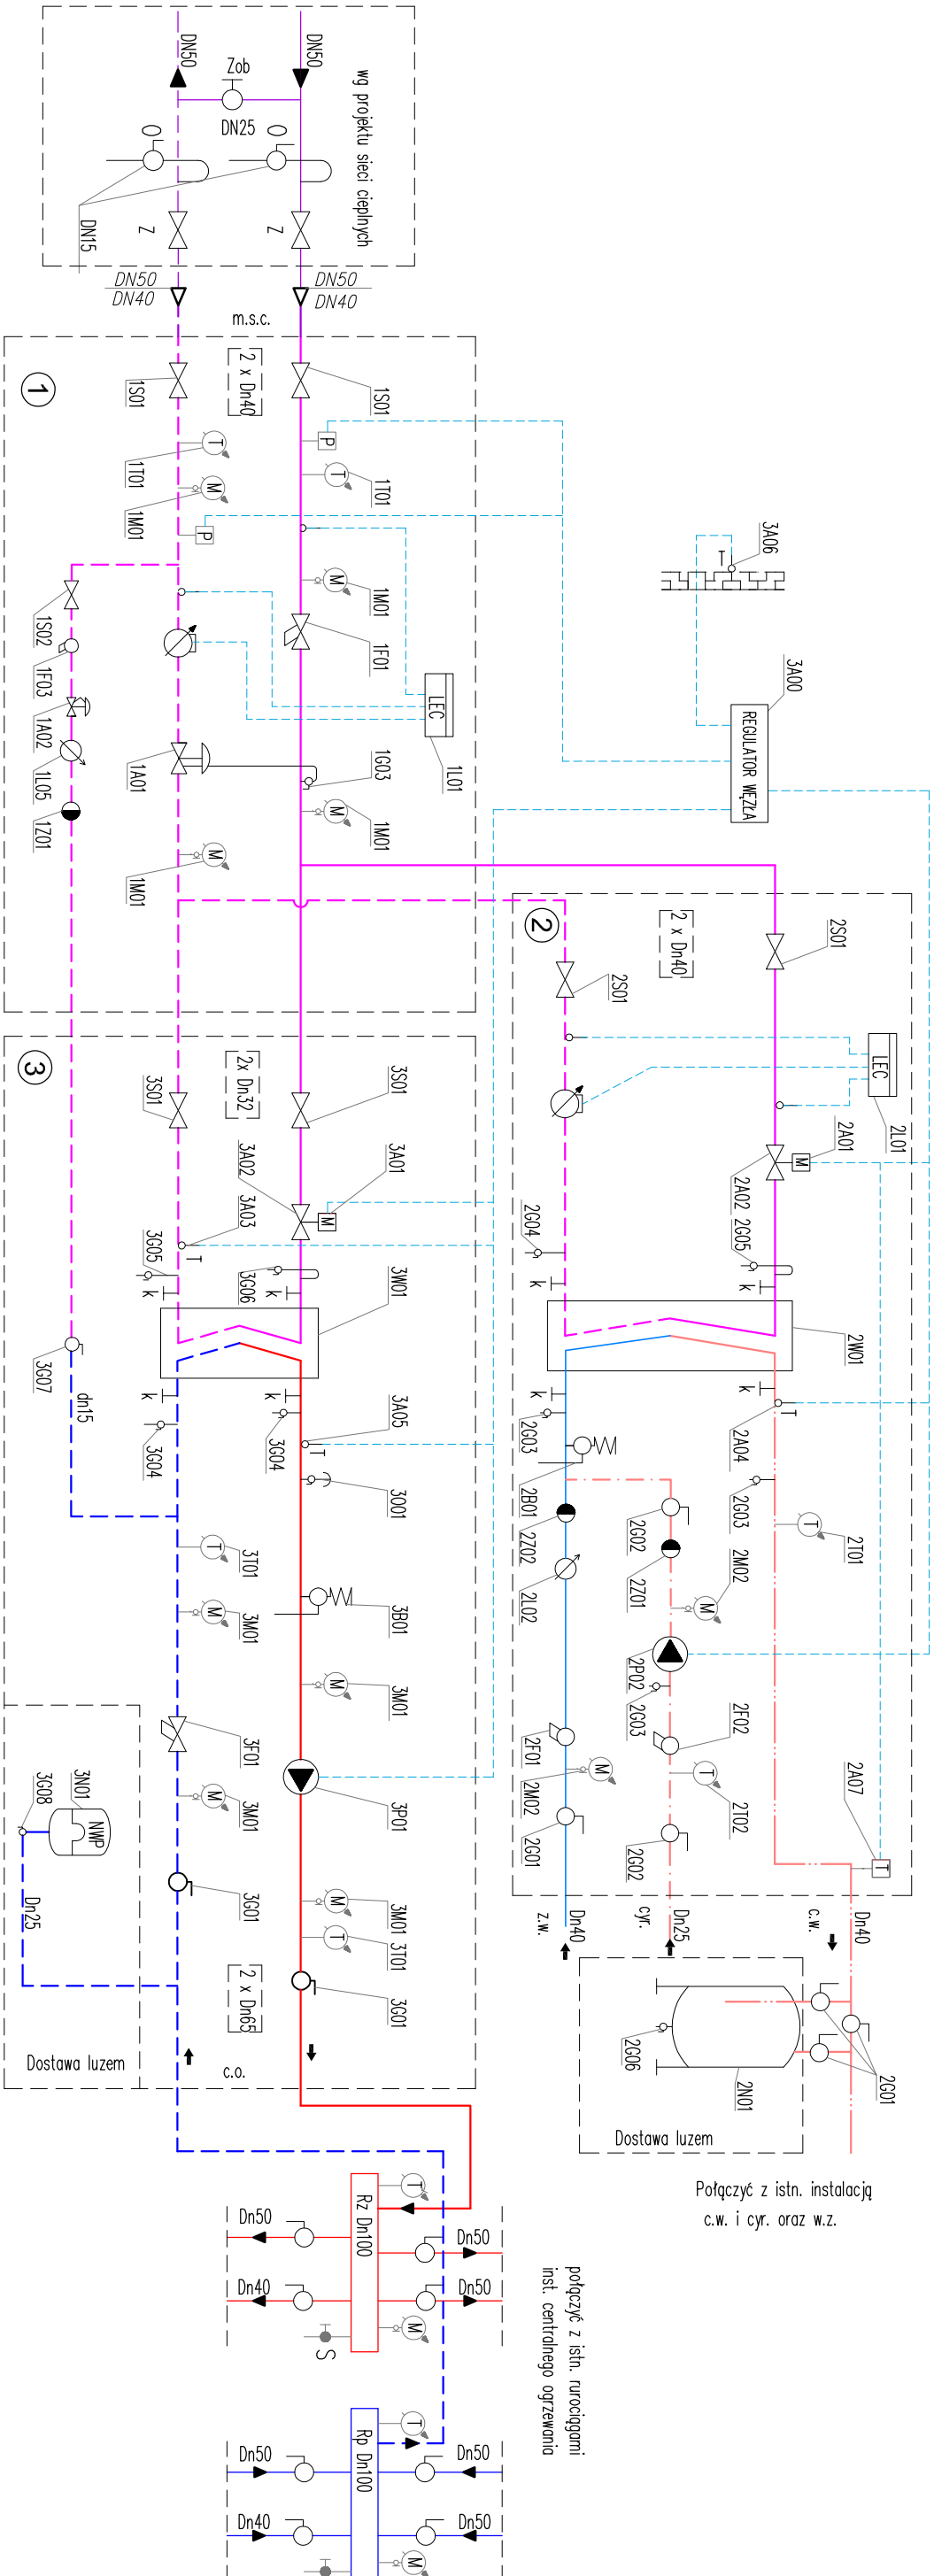 wg projektu sieci cieplnych
DN50
DN50
Zob
DN25
O
O
Z
Z
DN15
DN50
DN40
DN50
DN40
m.s.c.
1
2 x Dn40
1S01
1S01
P
T
1T01
T
1T01
M
1M01
P
M
1M01
1F01
LEC
1L01
1S02
1F03
1A02
1L05
1Z01
1A01
1G03
M
1M01
M
1M01
3A06
T
3A00
REGULATOR WĘZŁA
2
2 x Dn40
2S01
2S01
LEC
2L01
2A01
M
2A02
2G05
2G04
k
k
2W01
k
k
2G03
2A04
T
2G03
T
2T01
2B01
2Z02
2L02
2G02
2Z01
M
2M02
2P02
2G03
2F02
T
2T02
2F01
M
2M02
2G01
2G02
2A07
T
Dn40
z.w.
Dn25
cyr.
Dn40
c.w.
2G01
2G06
2N01
Dostawa luzem
Połączyć z istn. instalacją
c.w. i cyr. oraz w.z.
3
2x Dn32
3S01
3S01
3A01
M
3A02
3A03
T
3G05
3G06
k
k
3W01
3G07
dn15
k
k
3G04
3G04
3A05
T
3O01
T
3T01
M
3M01
3B01
M
3M01
3F01
3P01
M
3M01
3G01
M
3M01
T
3T01
3G01
2 x Dn65
3G08
3N01
NWP
Dn25
Dostawa luzem
c.o.
T
Rz Dn100
Dn50
Dn40
Dn50
Dn50
M
S
połączyć z istn. rurociągami
inst. centralnego ogrzewania
T
Rp Dn100
Dn50
Dn40
Dn50
Dn50
M